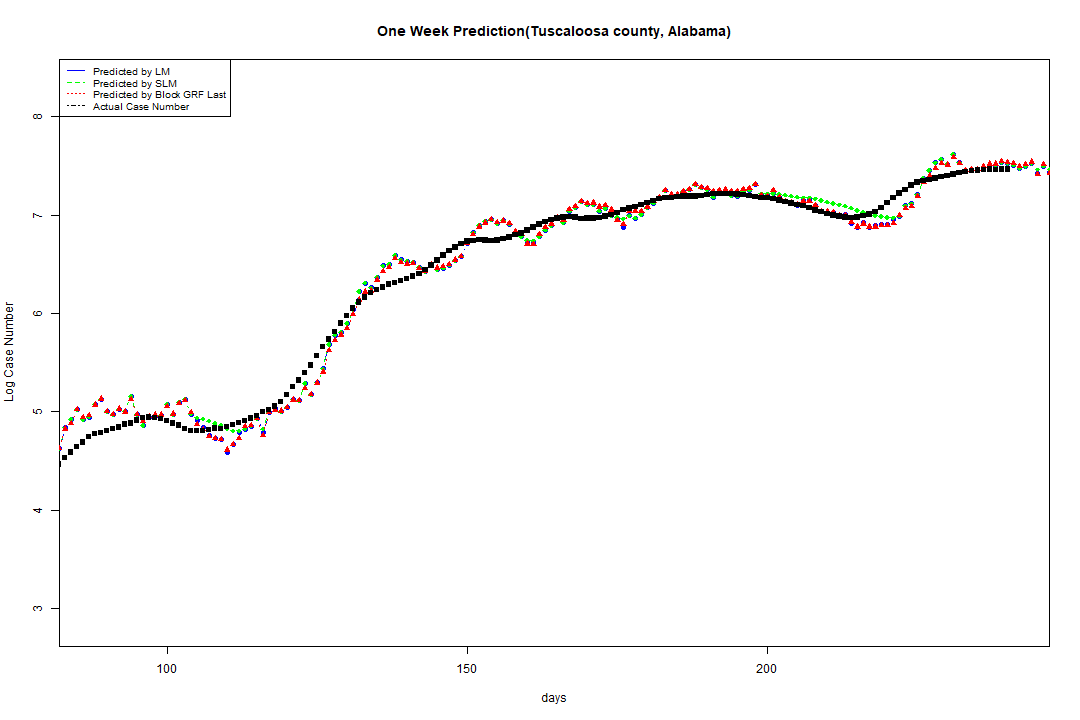 One Week Prediction(Tuscaloosa county, Alabama)
Predicted by LM
Predicted by SLM
Predicted by Block GRF Last
Actual Case Number
8
7
6
5
4
3
Log Case Number
100 150 200
days